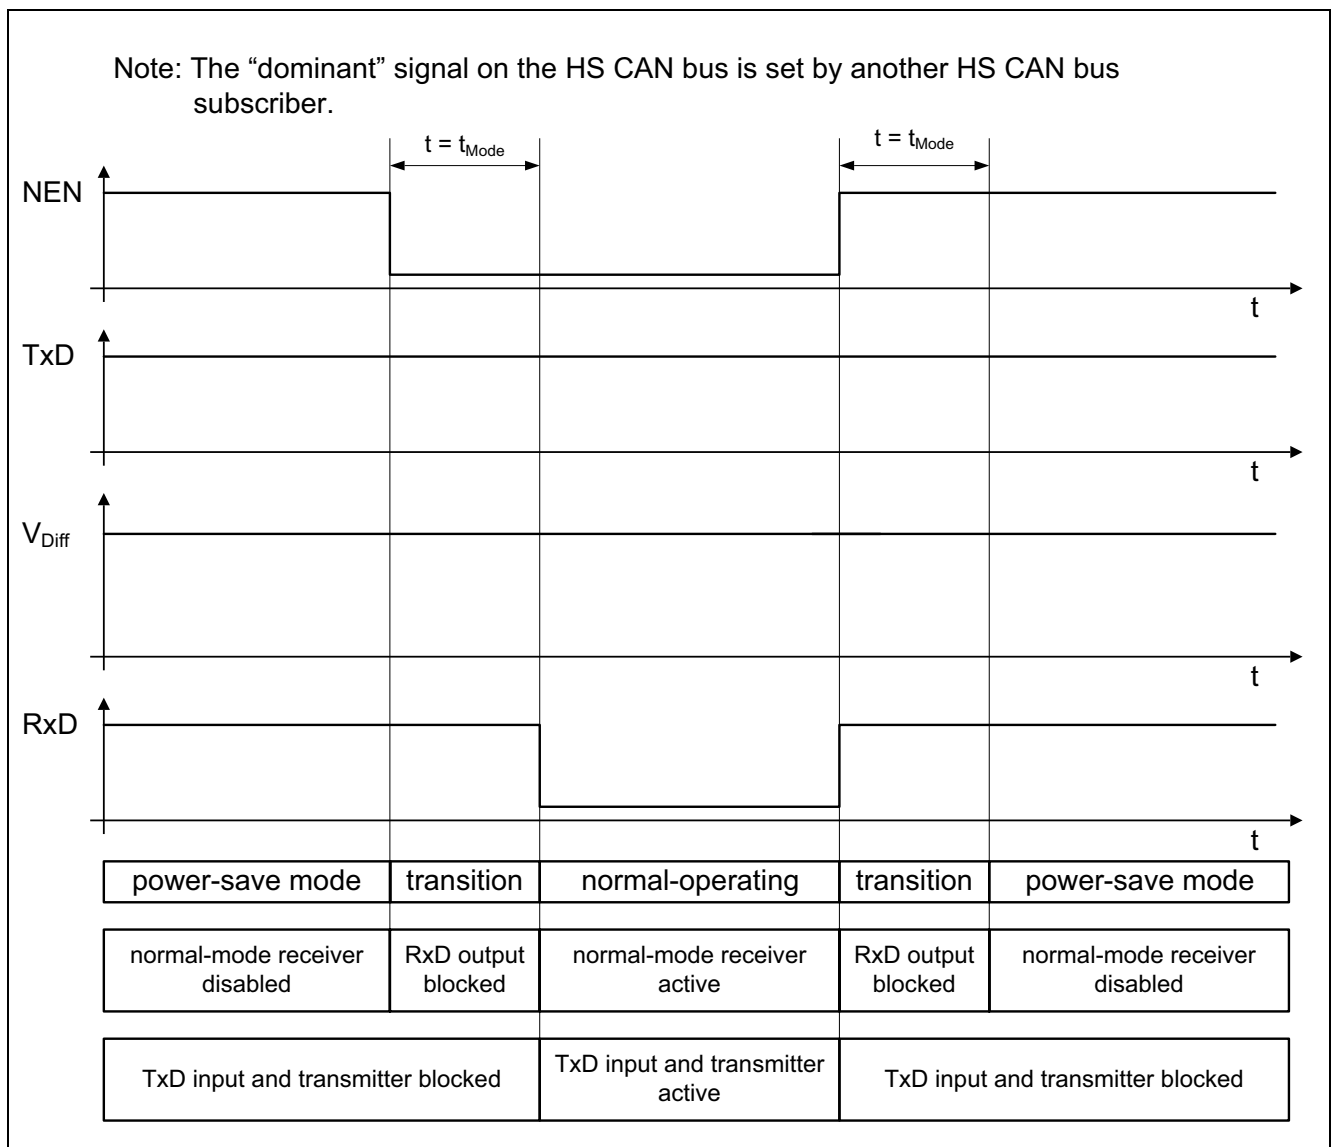 Note: The “dominant” signal on the HS CAN bus is set by another HS CAN bus
subscriber.
t = tMode
t = tMode
NEN
t
TxD
t
VDiff
t
RxD
t
power-save mode
transition
normal-operating
transition
power-save mode
normal-mode receiver
disabled
RxD output
blocked
normal-mode receiver
active
RxD output
blocked
normal-mode receiver
disabled
TxD input and transmitter blocked
TxD input and transmitter
active
TxD input and transmitter blocked